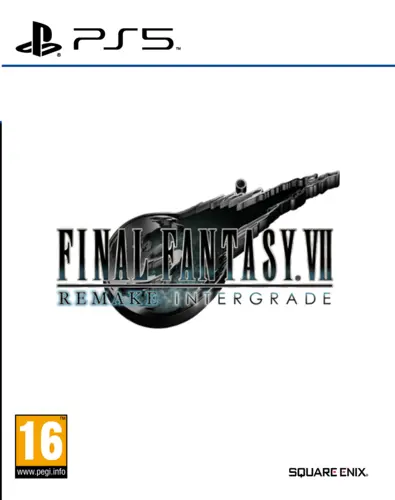 PS5
FINAL FANTASY. VII
REMAKE INTERGRADE
16
www.pegi.info
SQUARE ENIX®